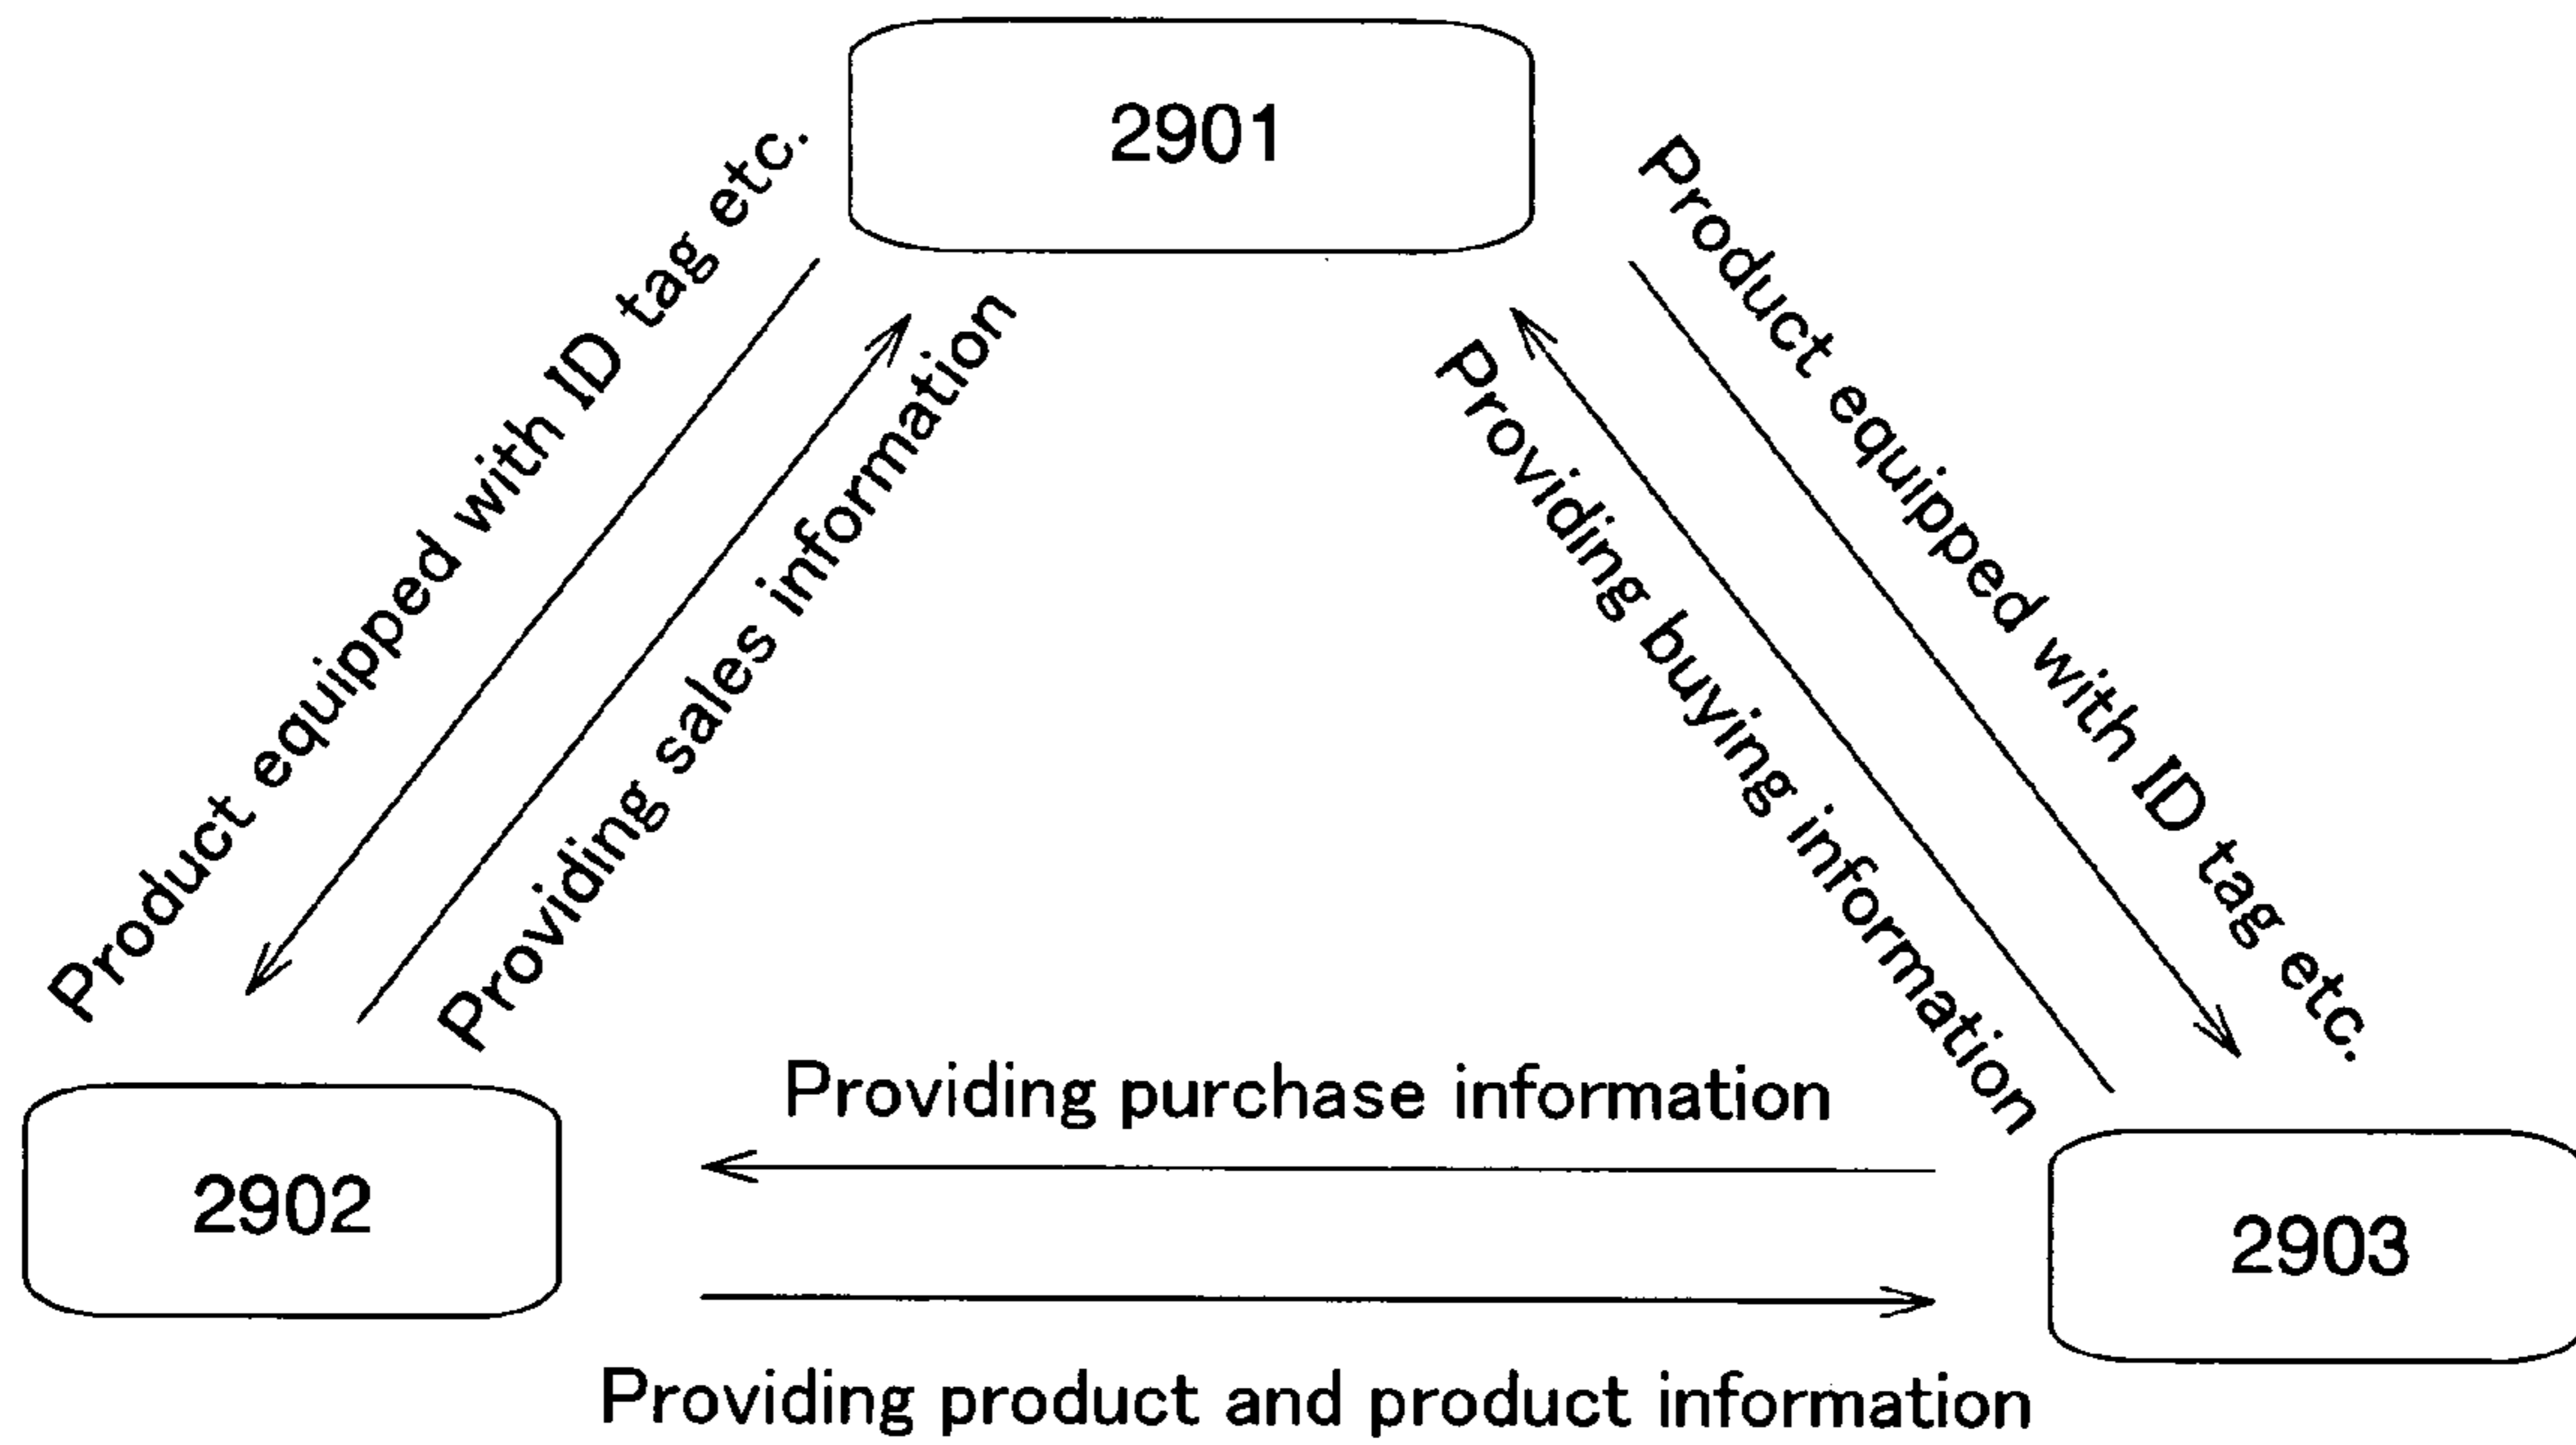 2901
Product equipped with ID tag etc.
Providing sales information
Product equipped with ID tag etc.
Providing buying information
Providing purchase information
2902
2903
Providing product and product information